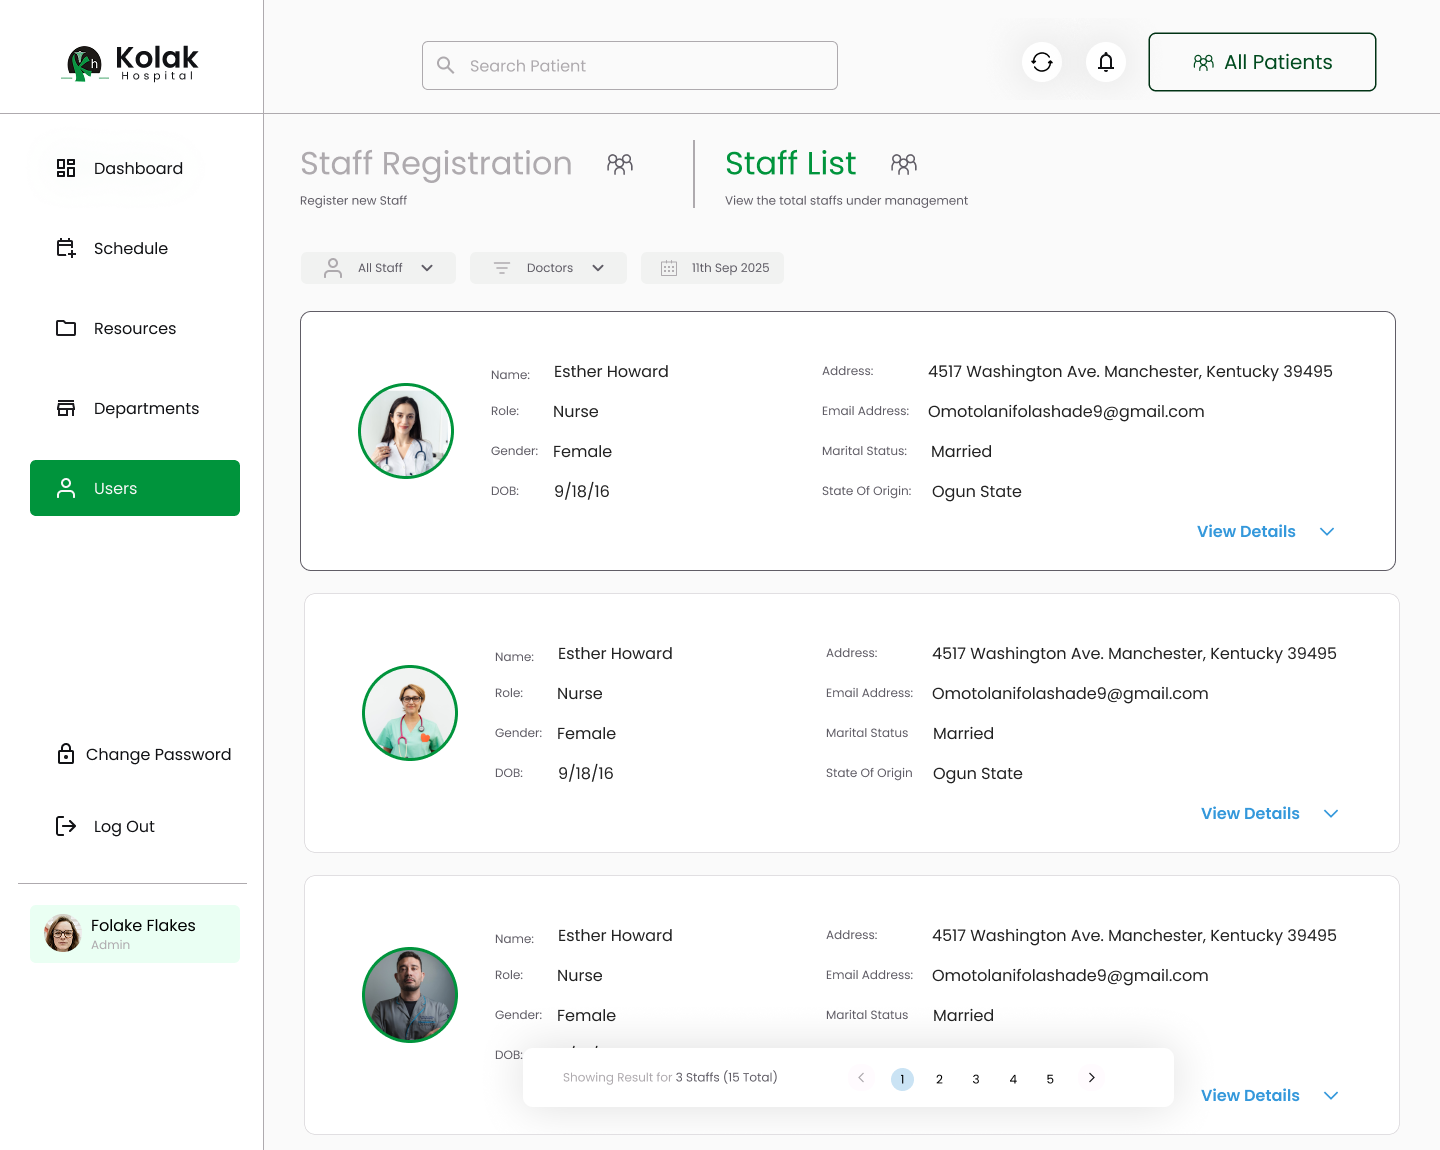 Kolak
Hospital
h
Search Patient
All Patients
Dashboard
Schedule
Resources
Departments
Users
Change Password
Log Out
Folake Flakes
Admin
Staff Registration
Register new Staff
Staff List
View the total staffs under management
All Staff
Doctors
11th Sep 2025
Name: Esther Howard
Role: Nurse
Gender: Female
DOB: 9/18/16
Address: 4517 Washington Ave. Manchester, Kentucky 39495
Email Address: Omotolanifolashade9@gmail.com
Marital Status: Married
State Of Origin: Ogun State
View Details
Name: Esther Howard
Role: Nurse
Gender: Female
DOB: 9/18/16
Address: 4517 Washington Ave. Manchester, Kentucky 39495
Email Address: Omotolanifolashade9@gmail.com
Marital Status Married
State Of Origin Ogun State
View Details
Name: Esther Howard
Role: Nurse
Gender: Female
DOB:
Address: 4517 Washington Ave. Manchester, Kentucky 39495
Email Address: Omotolanifolashade9@gmail.com
Marital Status Married
View Details
Showing Result for 3 Staffs (15 Total)
1 2 3 4 5